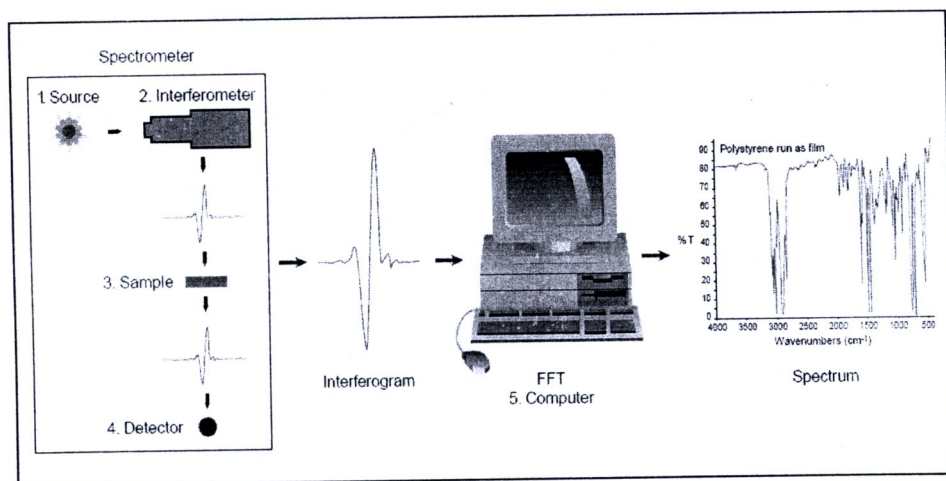 Spectrometer
1. Source
2. Interferometer
3. Sample
4. Detector
Interferogram
FFT
5. Computer
Polystyrene run as film
90
80
70
60
%T
50
40
30
20
10
0
4000 3500 3000 2500 2000 1500 1000 500
Wavenumbers (cm-1)
Spectrum